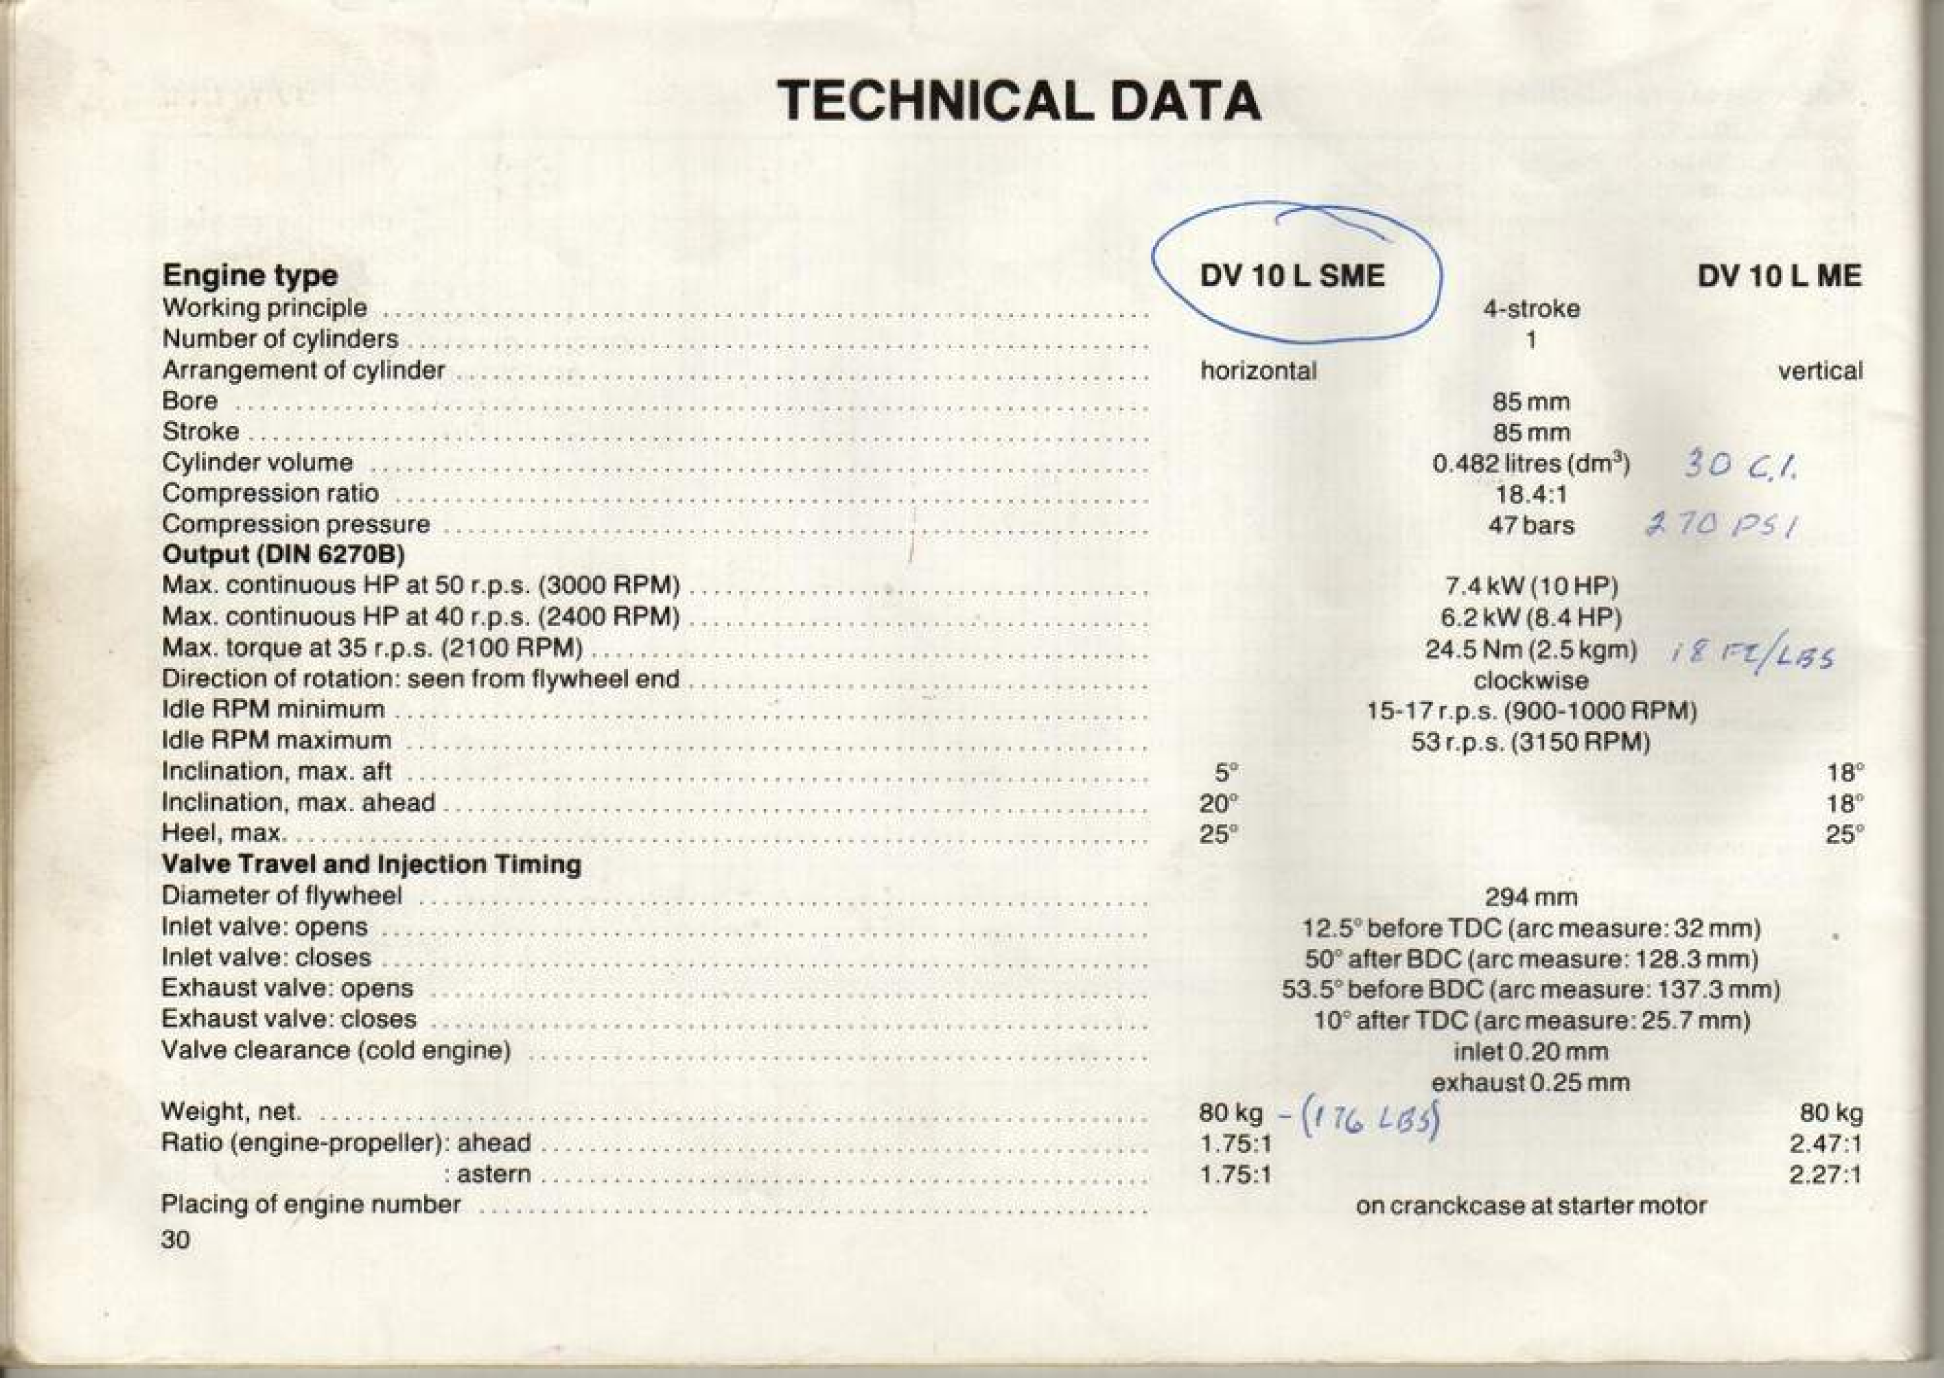 TECHNICAL DATA
Engine type DV 10 L SME DV 10 L ME
Working principle 4-stroke
Number of cylinders 1
Arrangement of cylinder horizontal vertical
Bore 85 mm
Stroke 85 mm
Cylinder volume 0.482 litres (dm³) 30 C.I.
Compression ratio 18.4:1
Compression pressure 47 bars 270 PSI
Output (DIN 6270B)
Max. continuous HP at 50 r.p.s. (3000 RPM) 7.4 kW (10 HP)
Max. continuous HP at 40 r.p.s. (2400 RPM) 6.2 kW (8.4 HP)
Max. torque at 35 r.p.s. (2100 RPM) 24.5 Nm (2.5 kgm) 18 FT/LBS
Direction of rotation: seen from flywheel end clockwise
Idle RPM minimum 15-17 r.p.s. (900-1000 RPM)
Idle RPM maximum 53 r.p.s. (3150 RPM)
Inclination, max. aft 5° 18°
Inclination, max. ahead 20° 18°
Heel, max. 25° 25°
Valve Travel and Injection Timing
Diameter of flywheel 294 mm
Inlet valve: opens 12.5° before TDC (arc measure: 32 mm)
Inlet valve: closes 50° after BDC (arc measure: 128.3 mm)
Exhaust valve: opens 53.5° before BDC (arc measure: 137.3 mm)
Exhaust valve: closes 10° after TDC (arc measure: 25.7 mm)
Valve clearance (cold engine) inlet 0.20 mm
exhaust 0.25 mm
Weight, net. 80 kg - (176 LBS) 80 kg
Ratio (engine-propeller): ahead 1.75:1 2.47:1
: astern 1.75:1 2.27:1
Placing of engine number on cranckcase at starter motor
30